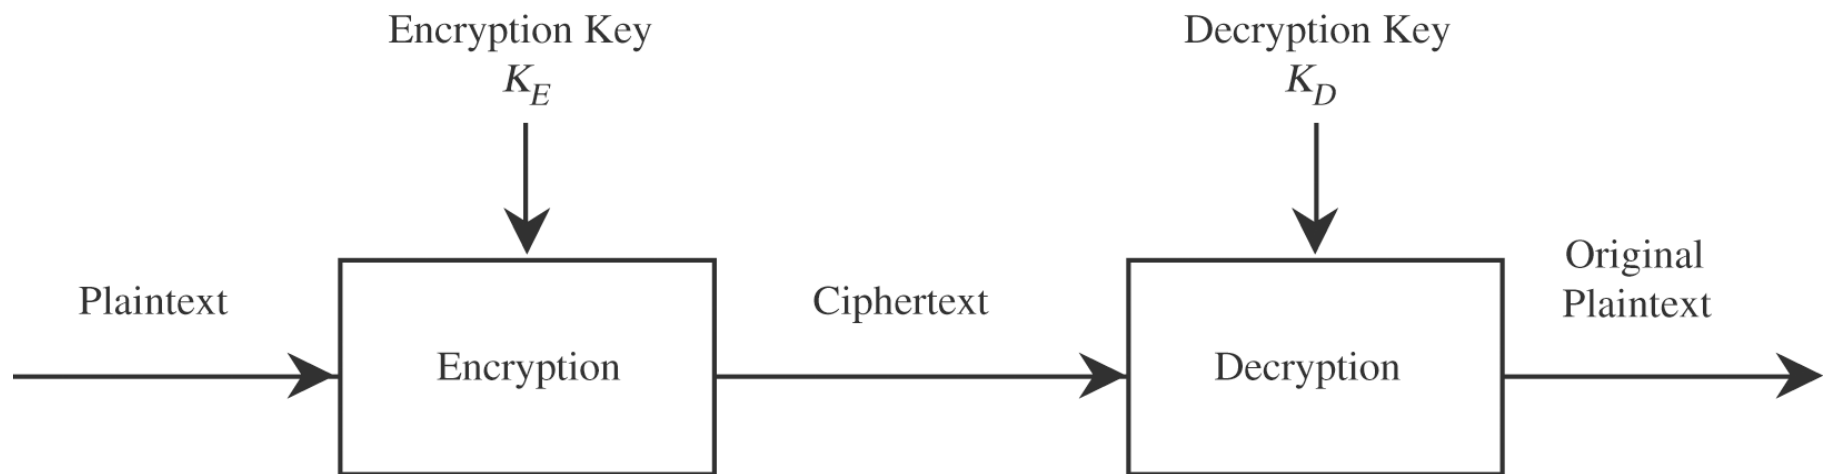 Encryption Key
K_E
Decryption Key
K_D
Plaintext
Encryption
Ciphertext
Decryption
Original
Plaintext